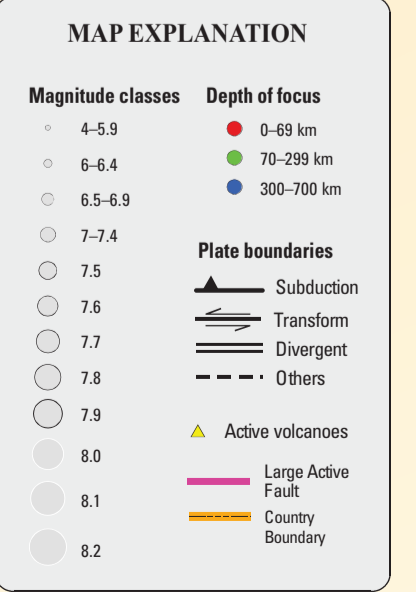 MAP EXPLANATION
Magnitude classes
4–5.9
6–6.4
6.5–6.9
7–7.4
7.5
7.6
7.7
7.8
7.9
8.0
8.1
8.2
Depth of focus
0–69 km
70–299 km
300–700 km
Plate boundaries
Subduction
Transform
Divergent
Others
Active volcanoes
Large Active
Fault
Country
Boundary